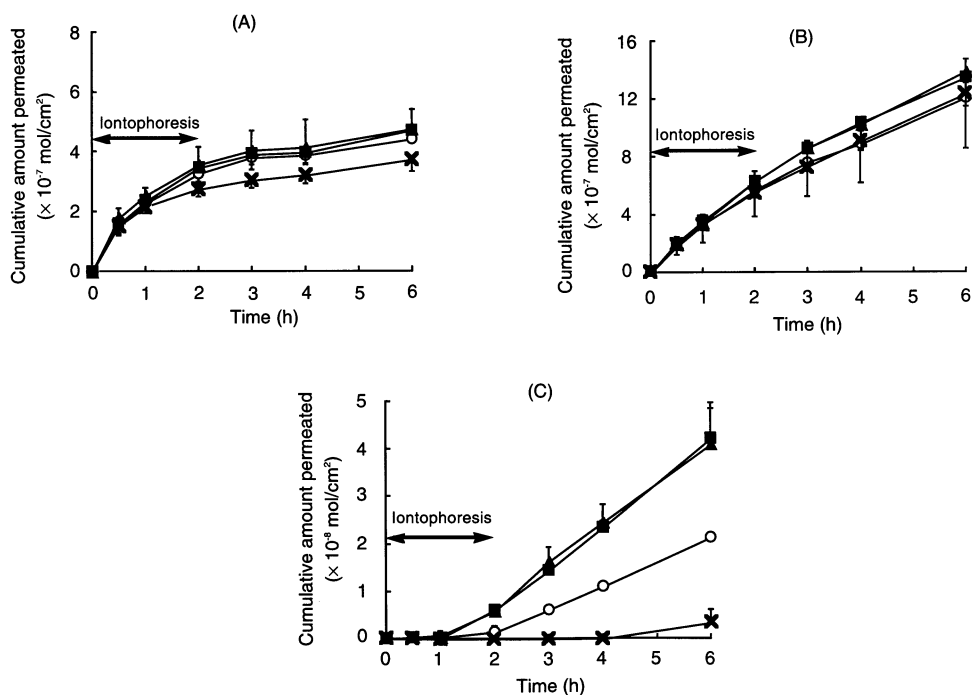 (A)
Cumulative amount permeated
(× 10⁻⁷ mol/cm²)
8
6
4
2
0
Iontophoresis
0 1 2 3 4 6
Time (h)
(B)
Cumulative amount permeated
(× 10⁻⁷ mol/cm²)
16
12
8
4
0
Iontophoresis
0 1 2 3 4 6
Time (h)
(C)
Cumulative amount permeated
(× 10⁻⁸ mol/cm²)
5
4
3
2
1
0
Iontophoresis
0 1 2 3 4 6
Time (h)